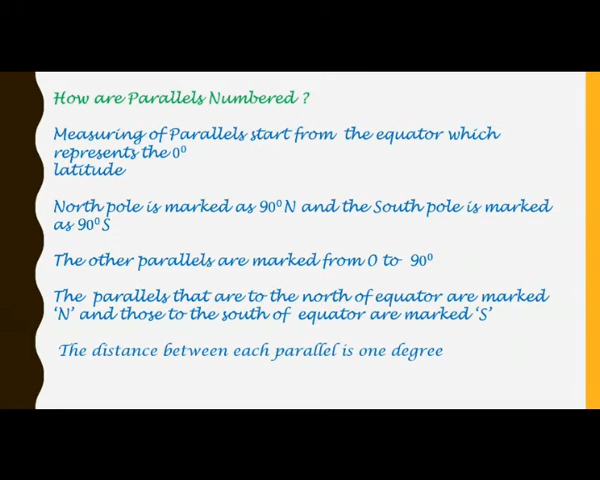 How are Parallels Numbered ?
Measuring of Parallels start from the equator which
represents the 0⁰
latitude
North pole is marked as 90⁰N and the South pole is marked
as 90⁰S
The other parallels are marked from 0 to 90⁰
The parallels that are to the north of equator are marked
‘N’ and those to the south of equator are marked ‘S’
The distance between each parallel is one degree